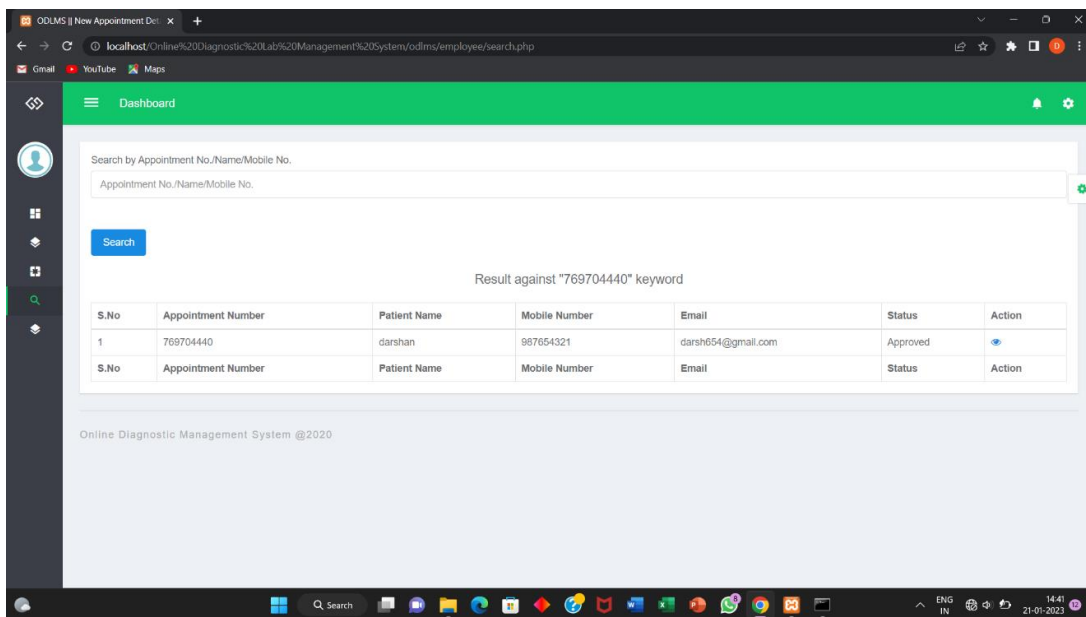 ODLMS || New Appointment Det
localhost/Online%20Diagnostic%20Lab%20Management%20System/odlms/employee/search.php
Gmail YouTube Maps
Dashboard
Search by Appointment No./Name/Mobile No.
Appointment No./Name/Mobile No.
Search
Result against "769704440" keyword
S.No Appointment Number Patient Name Mobile Number Email Status Action
1 769704440 darshan 987654321 darsh654@gmail.com Approved
S.No Appointment Number Patient Name Mobile Number Email Status Action
Online Diagnostic Management System @2020
Search
ENG 14:41
IN 21-01-2023